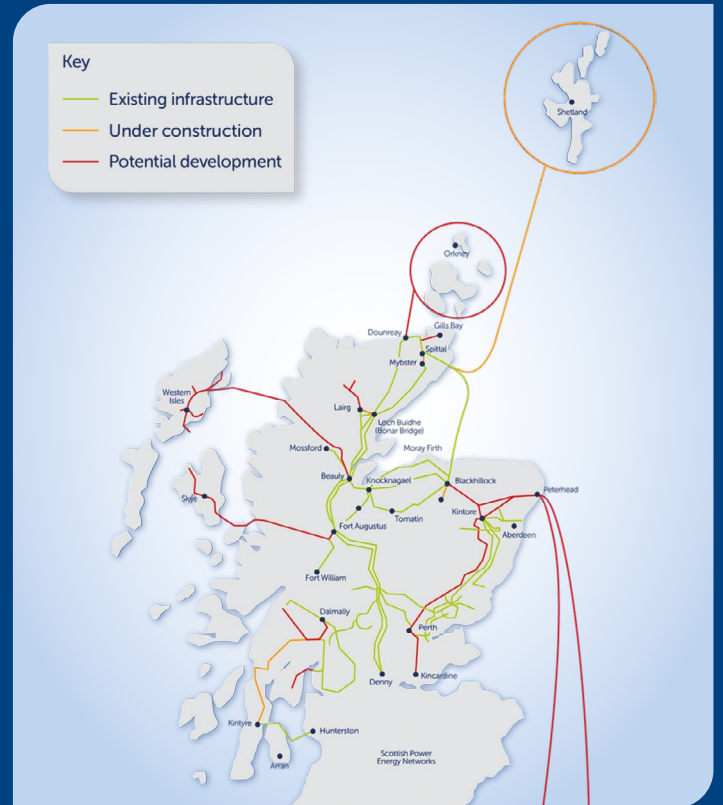 Key
Existing infrastructure
Under construction
Potential development
Shetland
Orkney
Gills Bay
Dounreay
Spittal
Mybster
Western
Isles
Lairg
Loch Buidhe
(Bonar Bridge)
Mossford
Moray Firth
Beauly
Knocknagael
Blackhillock
Peterhead
Skye
Kintore
Tomatin
Fort Augustus
Aberdeen
Fort William
Dalmally
Perth
Kincardine
Denny
Kintyre
Hunterston
Scottish Power
Energy Networks
Arran